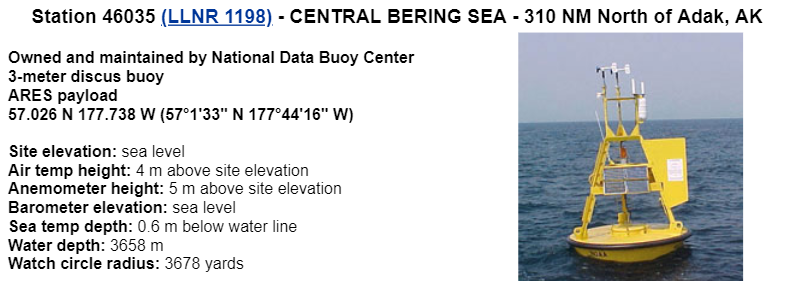 Station 46035 (LLNR 1198) - CENTRAL BERING SEA - 310 NM North of Adak, AK
Owned and maintained by National Data Buoy Center
3-meter discus buoy
ARES payload
57.026 N 177.738 W (57°1'33" N 177°44'16" W)
Site elevation: sea level
Air temp height: 4 m above site elevation
Anemometer height: 5 m above site elevation
Barometer elevation: sea level
Sea temp depth: 0.6 m below water line
Water depth: 3658 m
Watch circle radius: 3678 yards